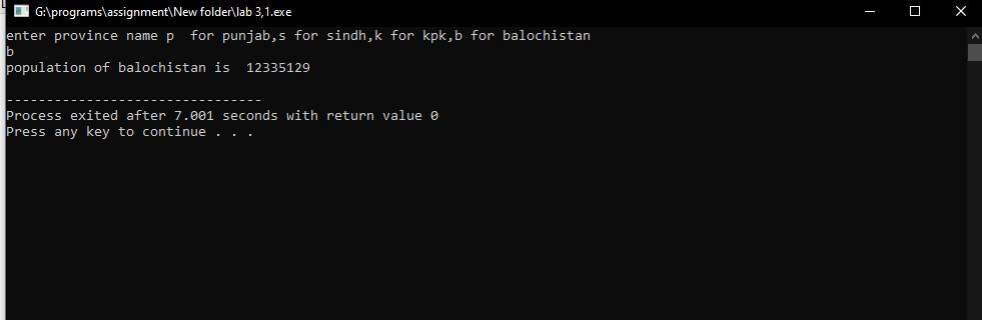 G:\programs\assignment\New folder\lab 3,1.exe
enter province name p  for punjab,s for sindh,k for kpk,b for balochistan
b
population of balochistan is  12335129
--------------------------------
Process exited after 7.001 seconds with return value 0
Press any key to continue . . .